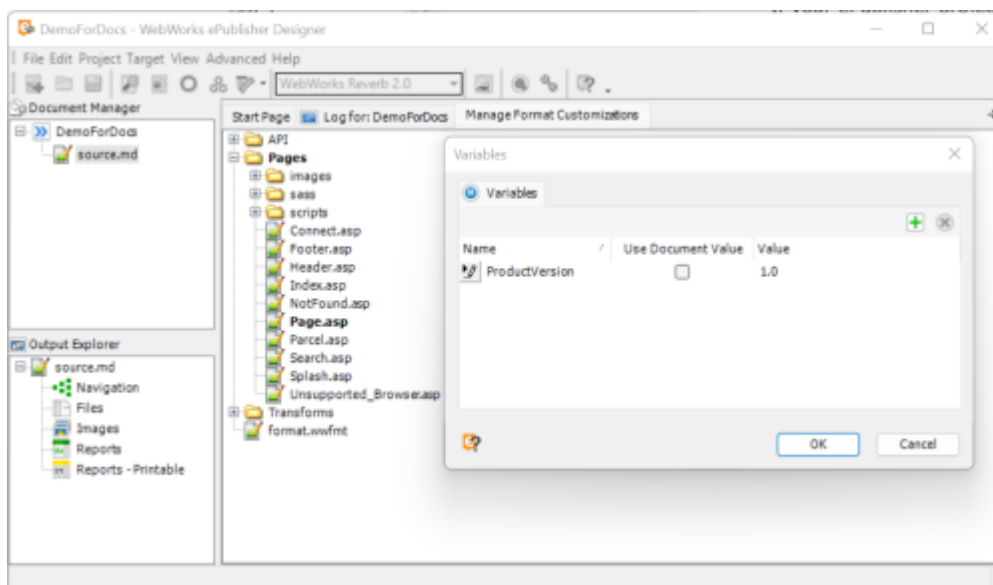 DemoForDocs - WebWorks ePublisher Designer
File Edit Project Target View Advanced Help
WebWorks Reverb 2.0
Document Manager
DemoForDocs
source.md
Start Page Log for: DemoForDocs Manage Format Customizations
API
Pages
images
sass
scripts
Connect.asp
Footer.asp
Header.asp
Index.asp
NotFound.asp
Page.asp
Parcel.asp
Search.asp
Splash.asp
Unsupported_Browser.asp
Transforms
format.wwfmt
Output Explorer
source.md
Navigation
Files
Images
Reports
Reports - Printable
Variables
Variables
Name Use Document Value Value
ProductVersion 1.0
OK Cancel